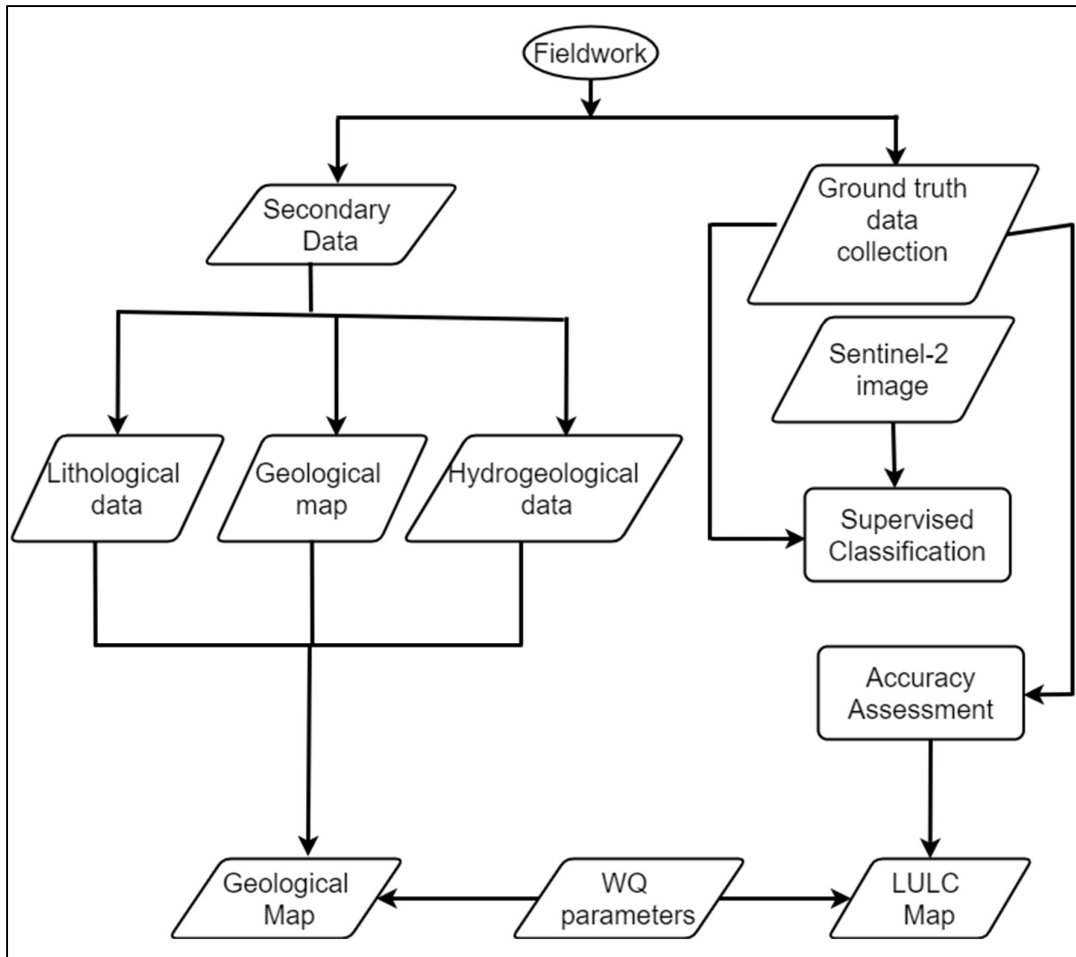 Fieldwork
Secondary
Data
Ground truth
data
collection
Sentinel-2
image
Lithological
data
Geological
map
Hydrogeological
data
Supervised
Classification
Accuracy
Assessment
Geological
Map
WQ
parameters
LULC
Map